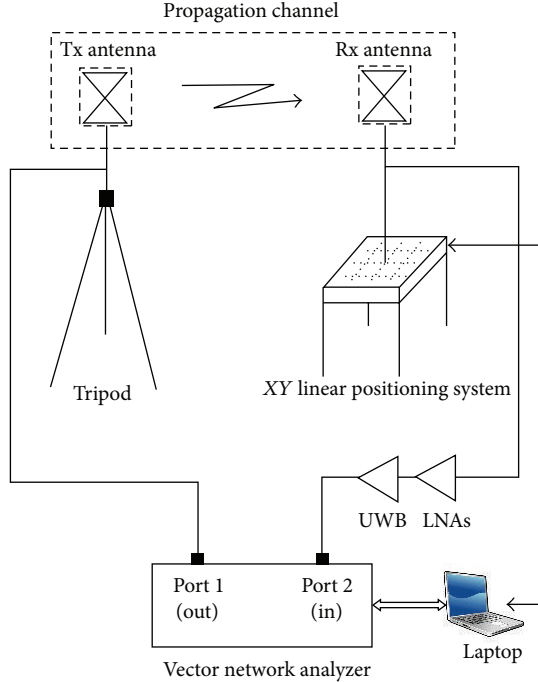 Propagation channel
Tx antenna
Rx antenna
Tripod
XY linear positioning system
UWB
LNAs
Port 1
(out)
Port 2
(in)
Laptop
Vector network analyzer